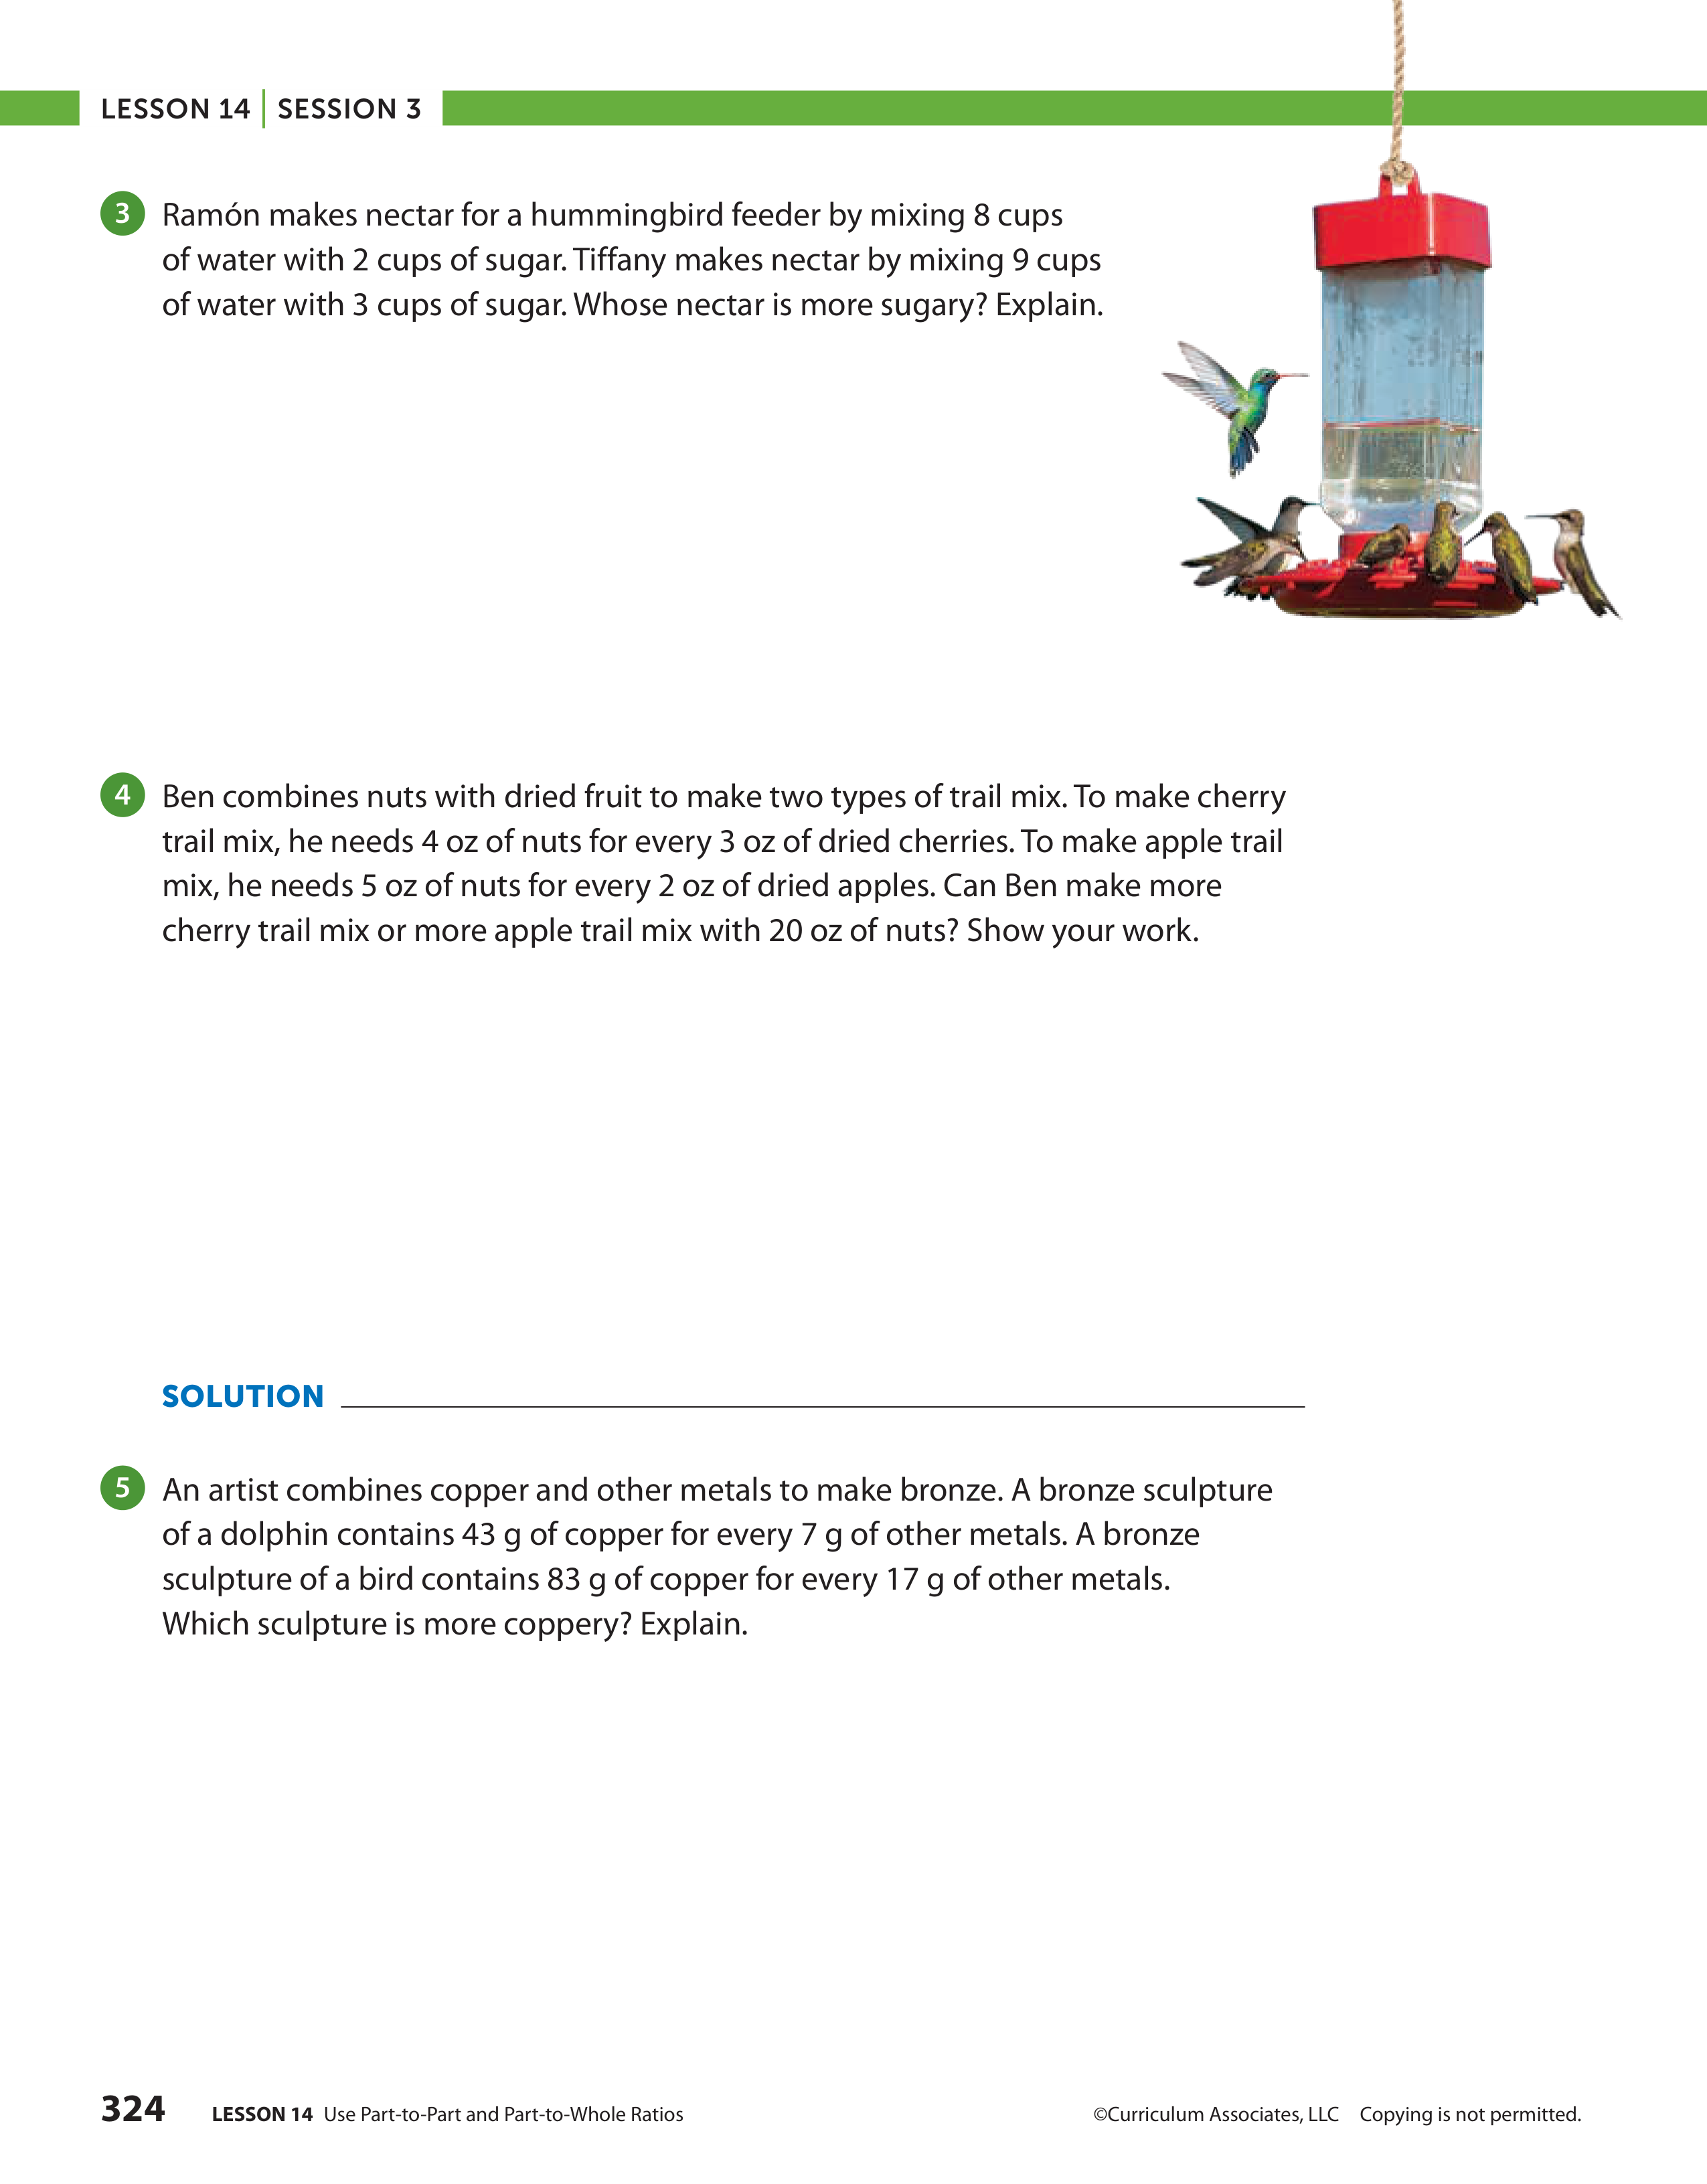 LESSON 14 | SESSION 3
3 Ramón makes nectar for a hummingbird feeder by mixing 8 cups
of water with 2 cups of sugar. Tiffany makes nectar by mixing 9 cups
of water with 3 cups of sugar. Whose nectar is more sugary? Explain.
4 Ben combines nuts with dried fruit to make two types of trail mix. To make cherry
trail mix, he needs 4 oz of nuts for every 3 oz of dried cherries. To make apple trail
mix, he needs 5 oz of nuts for every 2 oz of dried apples. Can Ben make more
cherry trail mix or more apple trail mix with 20 oz of nuts? Show your work.
SOLUTION
5 An artist combines copper and other metals to make bronze. A bronze sculpture
of a dolphin contains 43 g of copper for every 7 g of other metals. A bronze
sculpture of a bird contains 83 g of copper for every 17 g of other metals.
Which sculpture is more coppery? Explain.
324 LESSON 14 Use Part-to-Part and Part-to-Whole Ratios ©Curriculum Associates, LLC Copying is not permitted.